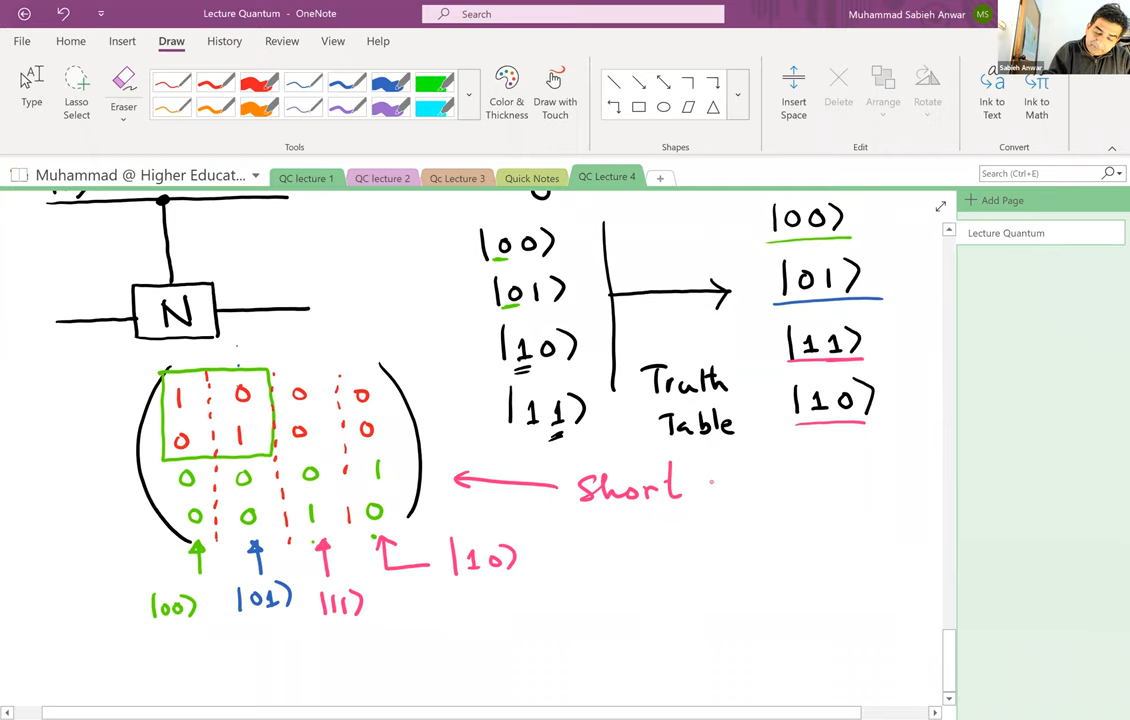 Lecture Quantum - OneNote
Search
Muhammad Sabieh Anwar
MS
Sabieh Anwar
File
Home
Insert
Draw
History
Review
View
Help
Type
Lasso Select
Eraser
Color & Thickness
Draw with Touch
Insert Space
Delete
Arrange
Rotate
Ink to Text
Ink to Math
Tools
Shapes
Edit
Convert
Muhammad @ Higher Educat...
QC lecture 1
QC lecture 2
Qc Lecture 3
Quick Notes
QC Lecture 4
Search (Ctrl+E)
Add Page
Lecture Quantum
N
|00⟩
|01⟩
|10⟩
|11⟩
Truth
Table
|00⟩
|01⟩
|11⟩
|10⟩
1 0 0 0
0 1 0 0
0 0 0 1
0 0 1 0
Short
|00⟩
|01⟩
|11⟩
|10⟩